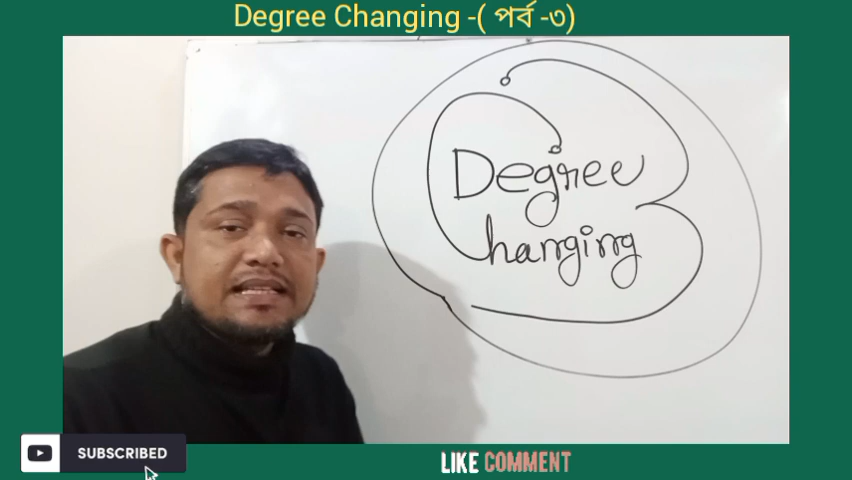 Degree Changing -( পর্ব -৩)
Degree
Changing
SUBSCRIBED
LIKE COMMENT